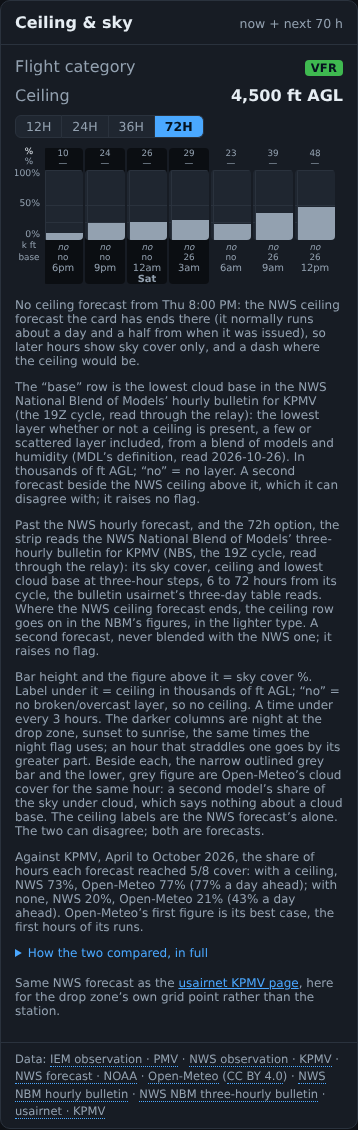 Ceiling & sky now + next 70 h
Flight category VFR
Ceiling 4,500 ft AGL
12H 24H 36H 72H
% 10 24 26 29 23 39 48
% — — — — — — —
100%
50%
0%
k ft no no no no no no no
base no no no 26 no 26 26
6pm 9pm 12am 3am 6am 9am 12pm
Sat
No ceiling forecast from Thu 8:00 PM: the NWS ceiling
forecast the card has ends there (it normally runs
about a day and a half from when it was issued), so
later hours show sky cover only, and a dash where
the ceiling would be.
The “base” row is the lowest cloud base in the NWS
National Blend of Models’ hourly bulletin for KPMV
(the 19Z cycle, read through the relay): the lowest
layer whether or not a ceiling is present, a few or
scattered layer included, from a blend of models and
humidity (MDL’s definition, read 2026-10-26). In
thousands of ft AGL; “no” = no layer. A second
forecast beside the NWS ceiling above it, which it can
disagree with; it raises no flag.
Past the NWS hourly forecast, and the 72h option, the
strip reads the NWS National Blend of Models’ three-
hourly bulletin for KPMV (NBS, the 19Z cycle, read
through the relay): its sky cover, ceiling and lowest
cloud base at three-hour steps, 6 to 72 hours from its
cycle, the bulletin usairnet’s three-day table reads.
Where the NWS ceiling forecast ends, the ceiling row
goes on in the NBM’s figures, in the lighter type. A
second forecast, never blended with the NWS one; it
raises no flag.
Bar height and the figure above it = sky cover %.
Label under it = ceiling in thousands of ft AGL; “no” =
no broken/overcast layer, so no ceiling. A time under
every 3 hours. The darker columns are night at the
drop zone, sunset to sunrise, the same times the
night flag uses; an hour that straddles one goes by its
greater part. Beside each, the narrow outlined grey
bar and the lower, grey figure are Open-Meteo’s cloud
cover for the same hour: a second model’s share of
the sky under cloud, which says nothing about a cloud
base. The ceiling labels are the NWS forecast’s alone.
The two can disagree; both are forecasts.
Against KPMV, April to October 2026, the share of
hours each forecast reached 5/8 cover: with a ceiling,
NWS 73%, Open-Meteo 77% (77% a day ahead); with
none, NWS 20%, Open-Meteo 21% (43% a day
ahead). Open-Meteo’s first figure is its best case, the
first hours of its runs.
How the two compared, in full
Same NWS forecast as the usairnet KPMV page, here
for the drop zone’s own grid point rather than the
station.
Data: IEM observation · PMV · NWS observation · KPMV ·
NWS forecast · NOAA · Open-Meteo (CC BY 4.0) · NWS
NBM hourly bulletin · NWS NBM three-hourly bulletin ·
usairnet · KPMV